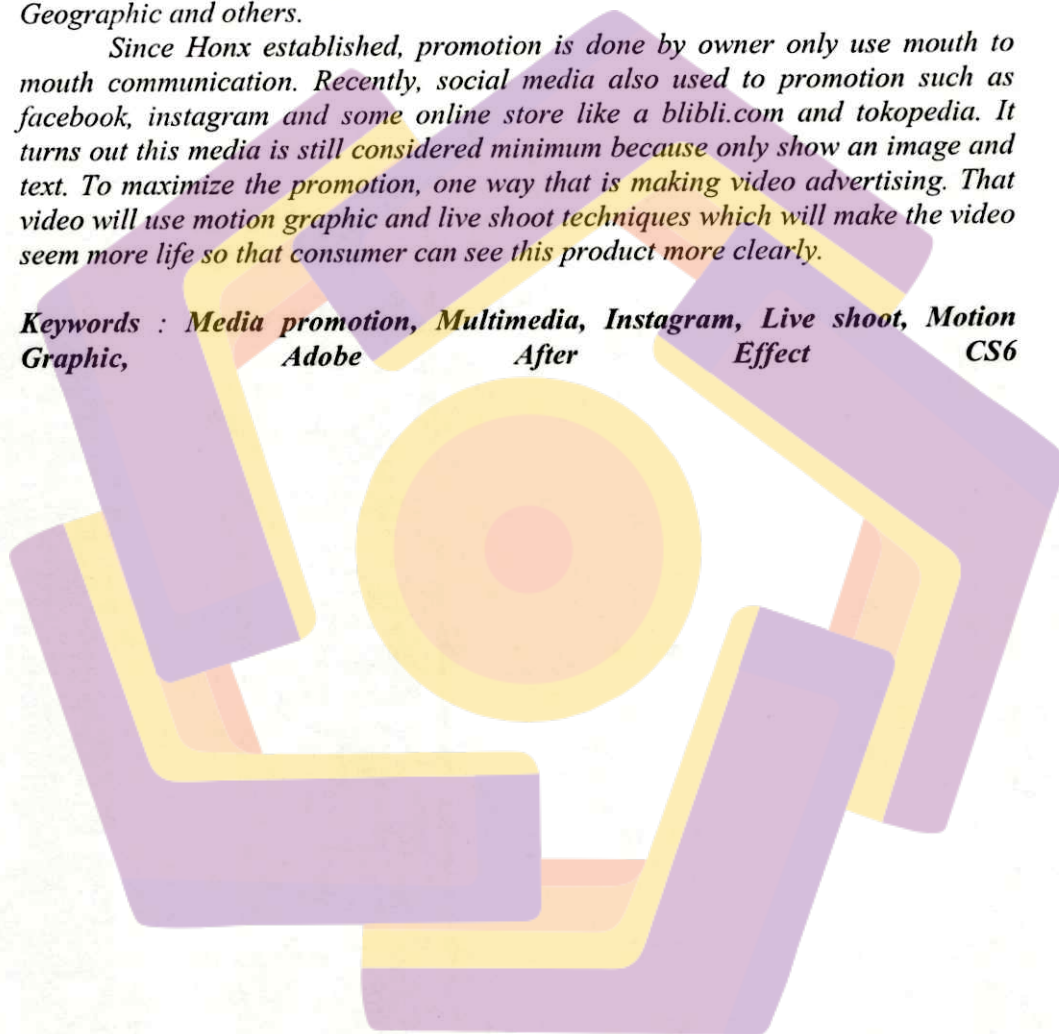 Geographic and others.
Since Honx established, promotion is done by owner only use mouth to
mouth communication. Recently, social media also used to promotion such as
facebook, instagram and some online store like a blibli.com and tokopedia. It
turns out this media is still considered minimum because only show an image and
text. To maximize the promotion, one way that is making video advertising. That
video will use motion graphic and live shoot techniques which will make the video
seem more life so that consumer can see this product more clearly.
Keywords : Media promotion, Multimedia, Instagram, Live shoot, Motion
Graphic, Adobe After Effect CS6